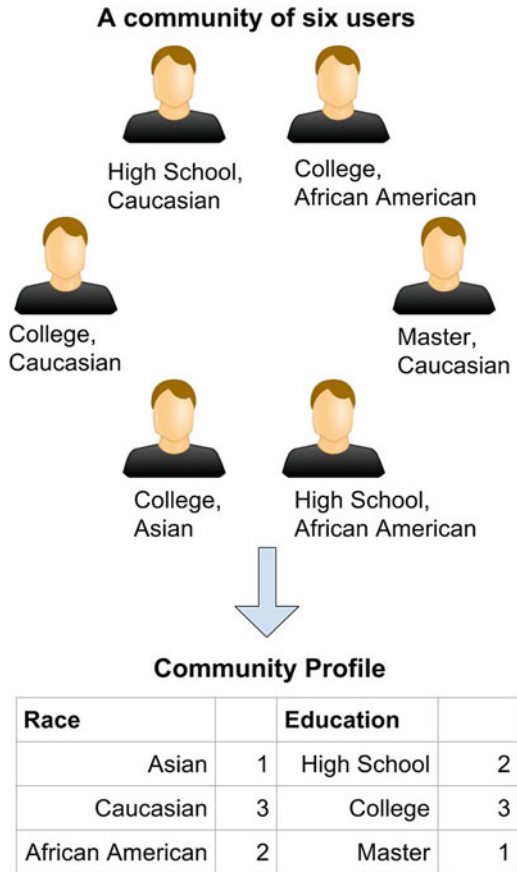 A community of six users
High School,
Caucasian
College,
African American
College,
Caucasian
Master,
Caucasian
College,
Asian
High School,
African American
Community Profile
Race Education
Asian 1 High School 2
Caucasian 3 College 3
African American 2 Master 1